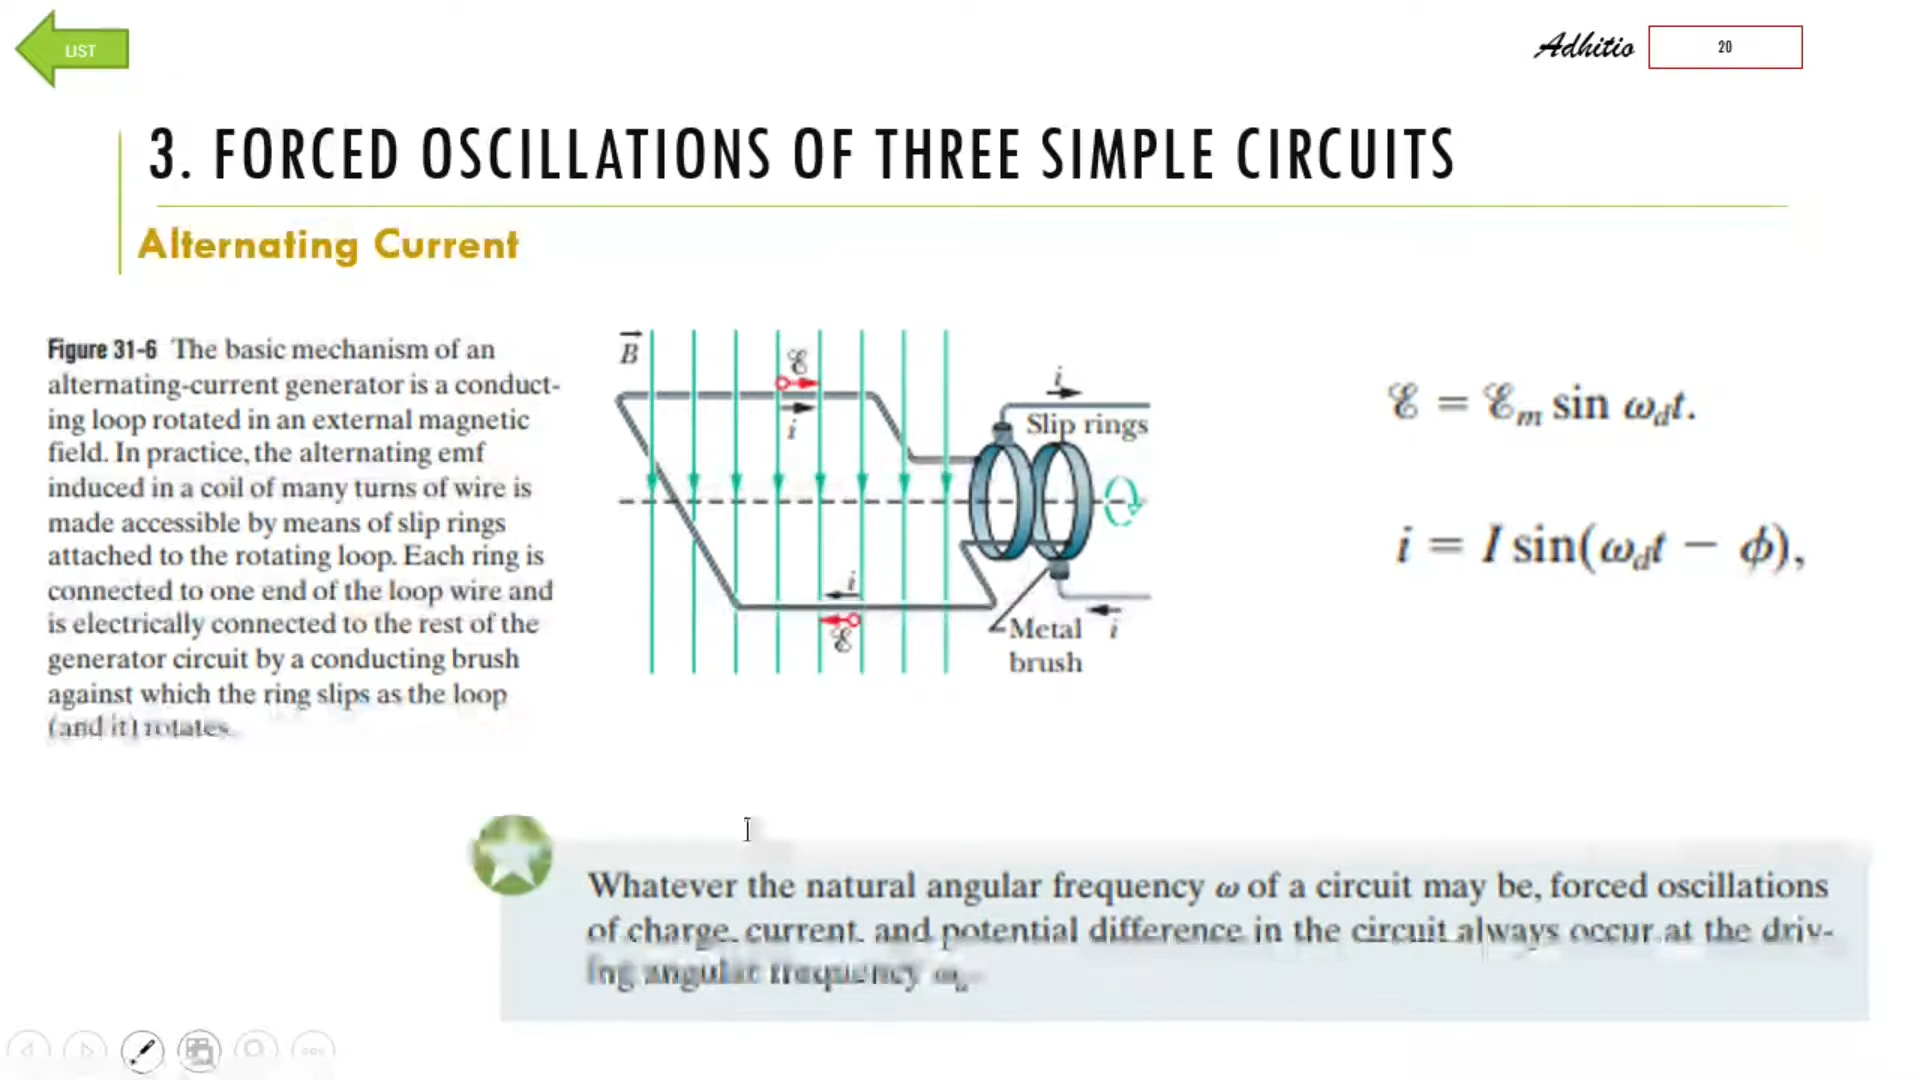 LIST
Adhitio
20
3. FORCED OSCILLATIONS OF THREE SIMPLE CIRCUITS
Alternating Current
Figure 31-6 The basic mechanism of an
alternating-current generator is a conduct-
ing loop rotated in an external magnetic
field. In practice, the alternating emf
induced in a coil of many turns of wire is
made accessible by means of slip rings
attached to the rotating loop. Each ring is
connected to one end of the loop wire and
is electrically connected to the rest of the
generator circuit by a conducting brush
against which the ring slips as the loop
(and it) rotates.
B⃗
ℰ
i
i
Slip rings
i
ℰ
Metal
brush
i
ℰ = ℰₘ sin ω_d t.
i = I sin(ω_d t − ϕ),
Whatever the natural angular frequency ω of a circuit may be, forced oscillations
of charge, current, and potential difference in the circuit always occur at the driv-
ing angular frequency ω_d.